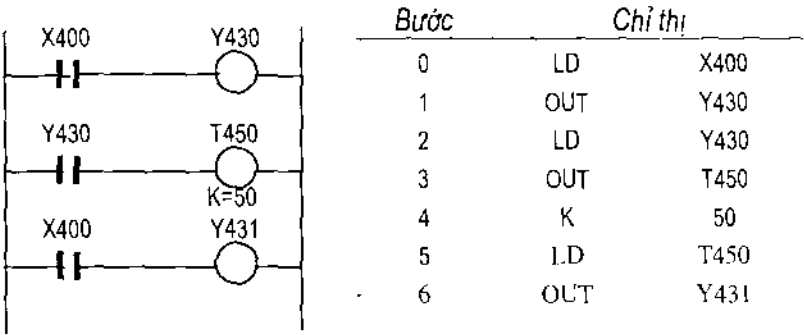 X400 Y430
Y430 T450
K=50
X400 Y431
Bước Chỉ thị
0 LD X400
1 OUT Y430
2 LD Y430
3 OUT T450
4 K 50
5 LD T450
6 OUT Y431